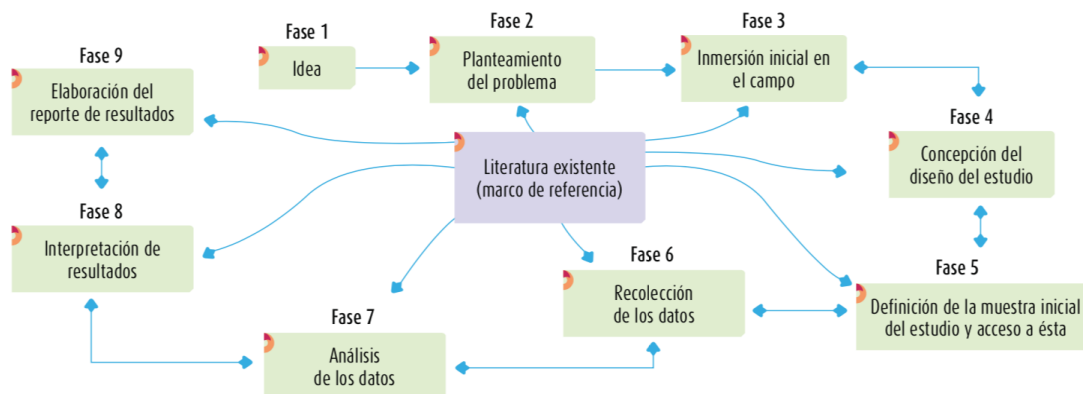 Fase 1
Idea
Fase 2
Planteamiento
del problema
Fase 3
Inmersión inicial en
el campo
Fase 4
Concepción del
diseño del estudio
Fase 5
Definición de la muestra inicial
del estudio y acceso a ésta
Fase 6
Recolección
de los datos
Fase 7
Análisis
de los datos
Fase 8
Interpretación de
resultados
Fase 9
Elaboración del
reporte de resultados
Literatura existente
(marco de referencia)